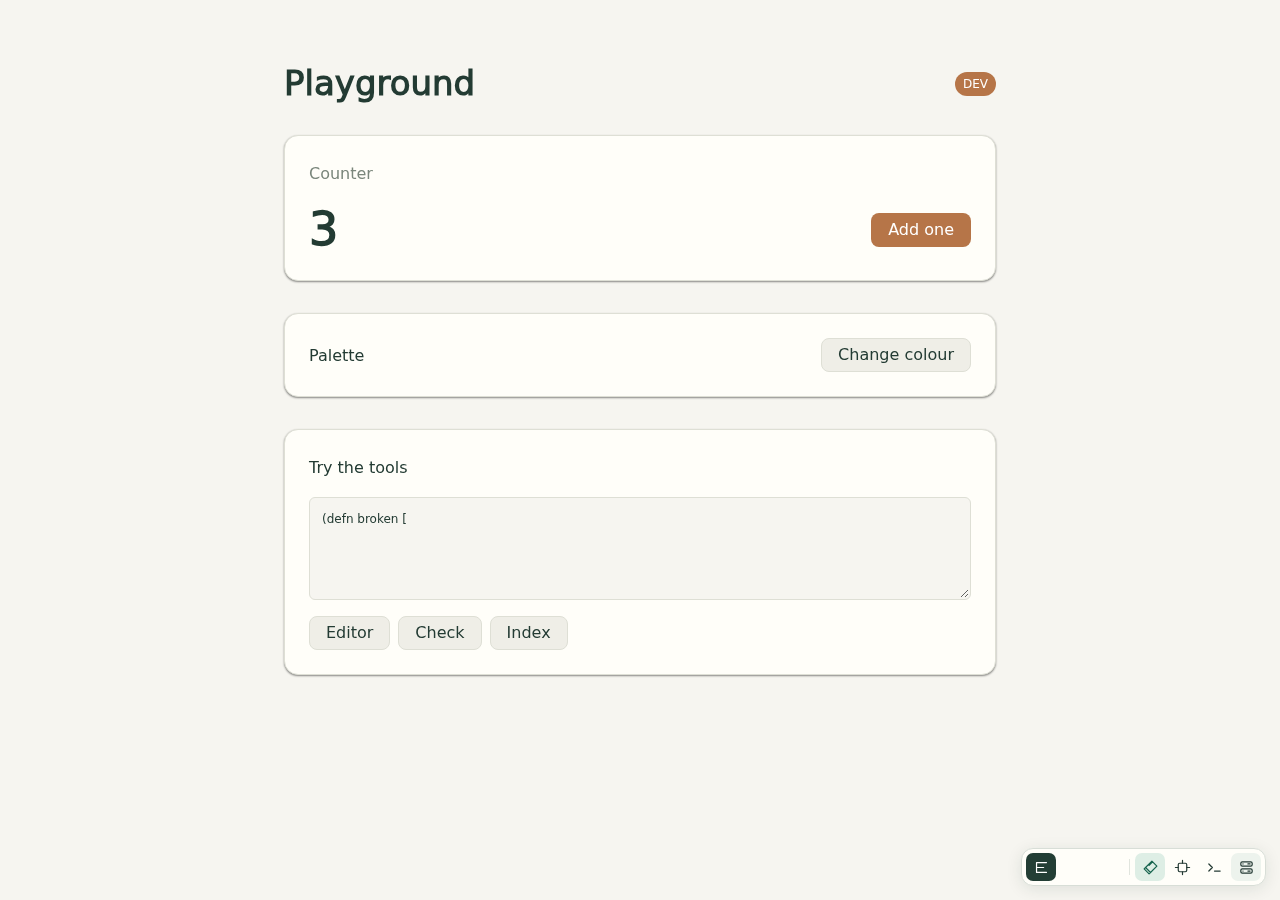 Playground
DEV
Counter
3
Add one
Palette
Change colour
Try the tools
(defn broken [
Editor
Check
Index